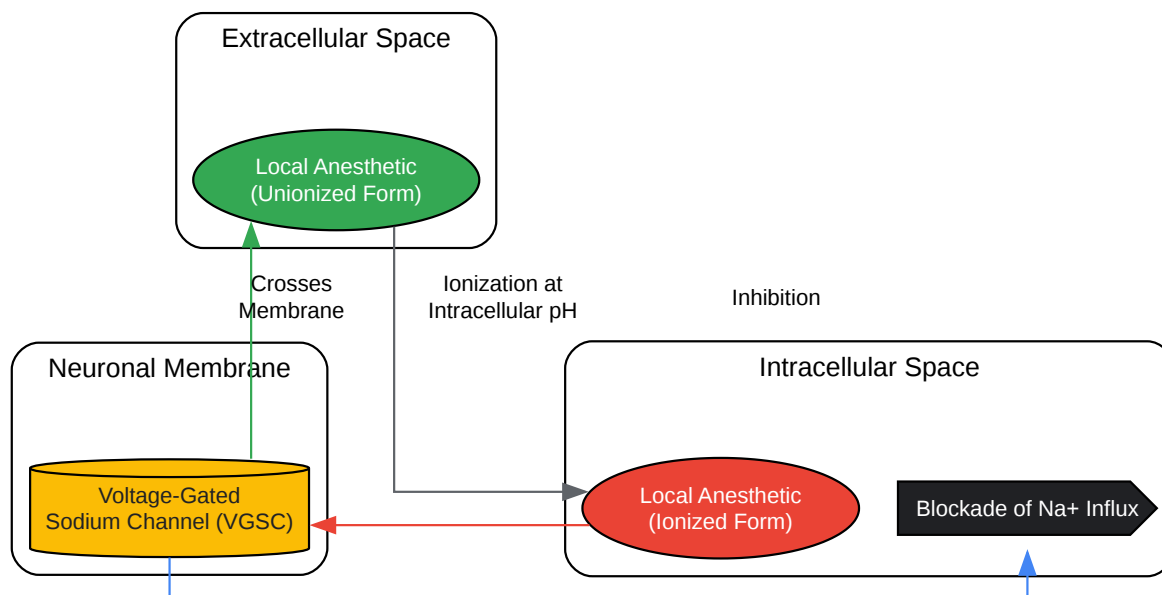 Extracellular Space
Local Anesthetic
(Unionized Form)
Crosses
Membrane
Ionization at
Intracellular pH
Inhibition
Neuronal Membrane
Voltage-Gated
Sodium Channel (VGSC)
Intracellular Space
Local Anesthetic
(Ionized Form)
Blockade of Na+ Influx